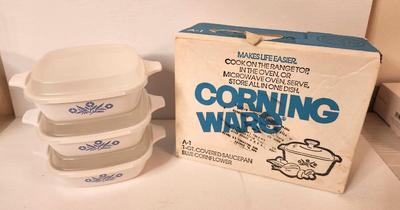 MAKES LIFE EASIER.
COOK ON THE RANGETOP,
IN THE OVEN, OR
MICROWAVE OVEN, SERVE,
STORE ALL IN ONE DISH.
CORNING
WARE
A-1
1-QT. COVERED SAUCEPAN
BLUE CORNFLOWER